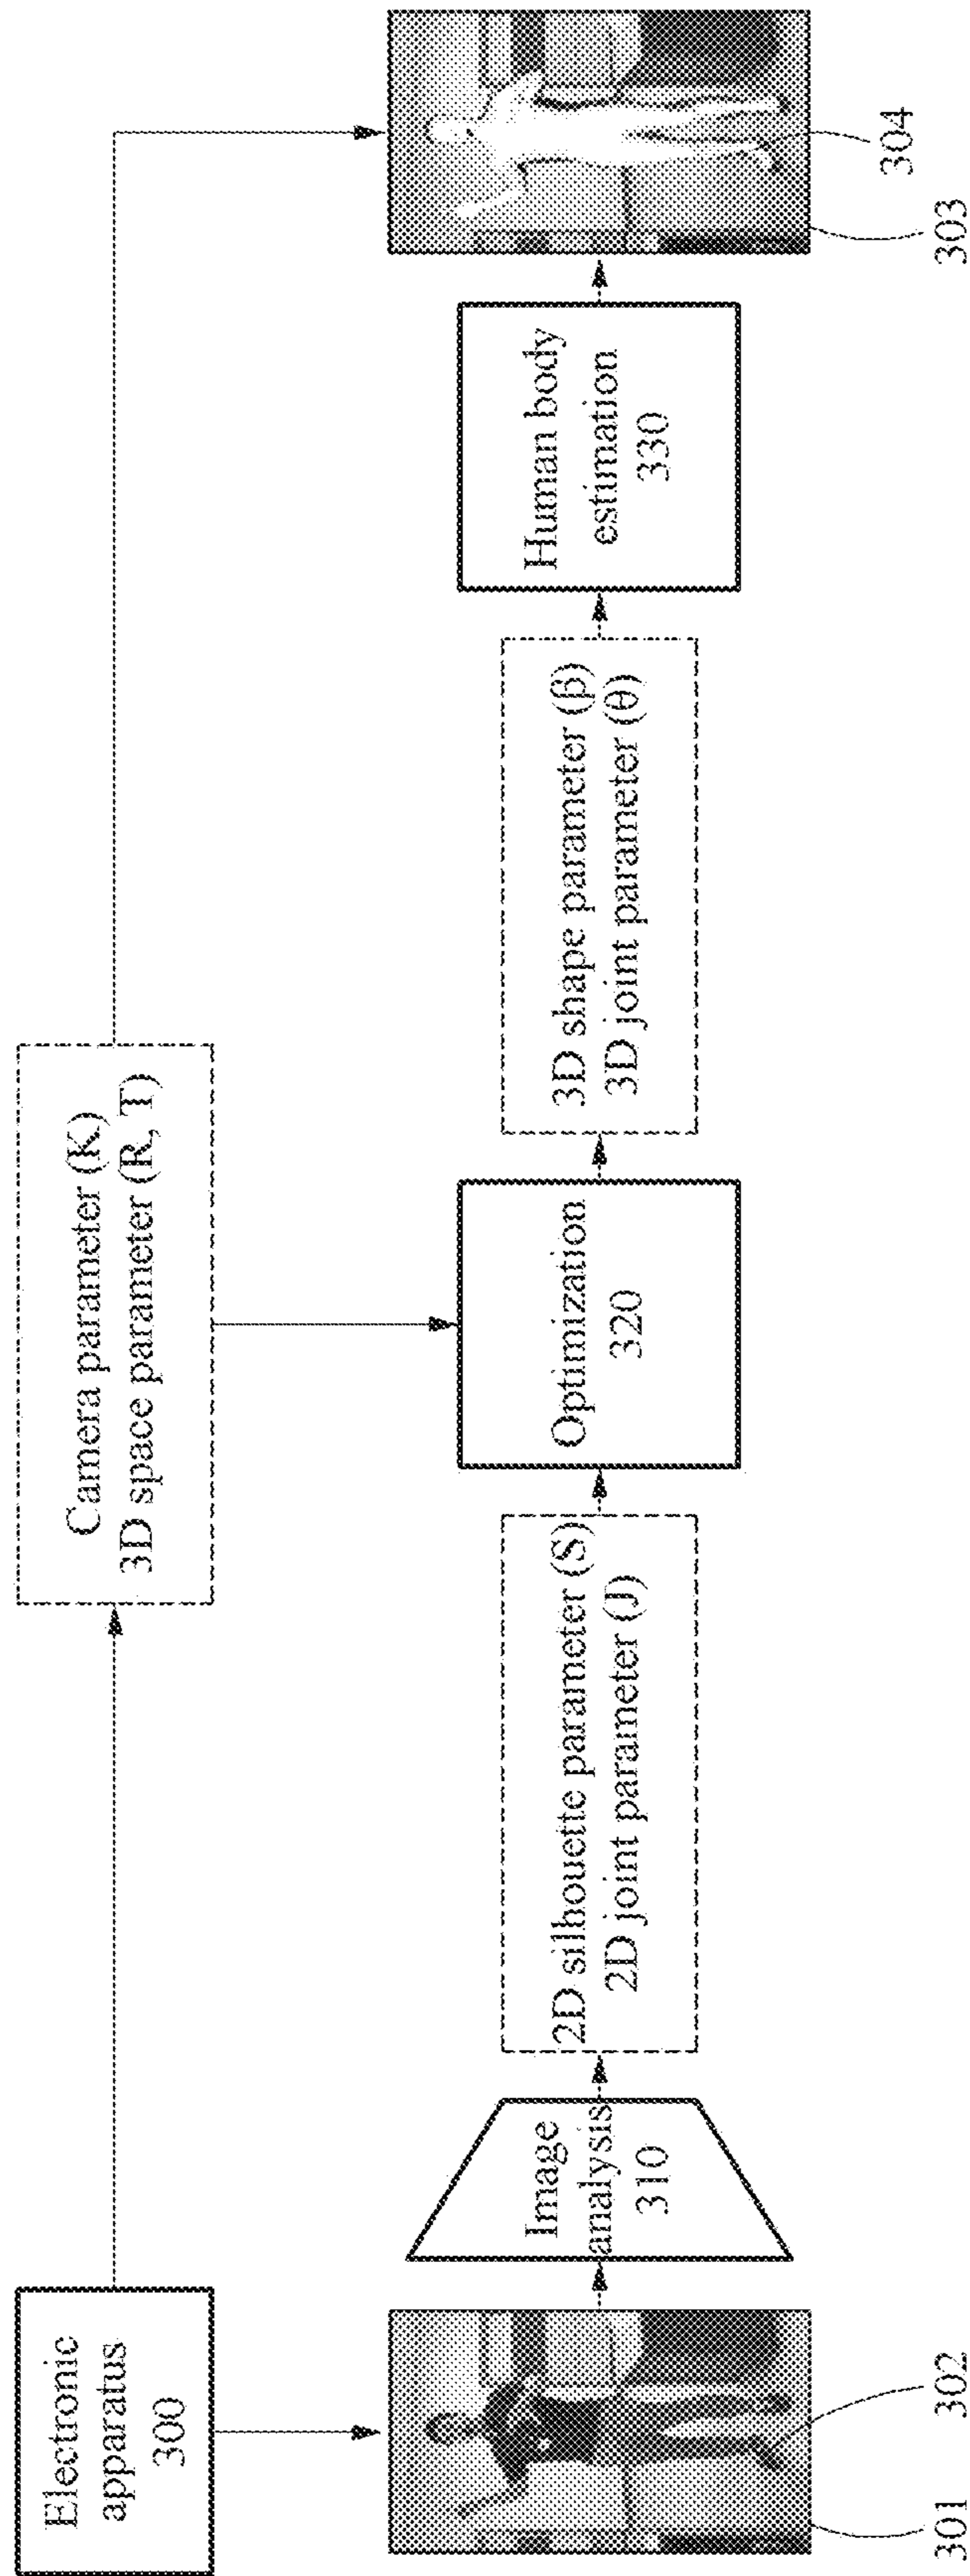 Electronic
apparatus
300
Camera parameter (K)
3D space parameter (R, T)
301
302
Image
analysis
310
2D silhouette parameter (S)
2D joint parameter (J)
Optimization
320
3D shape parameter (β)
3D joint parameter (θ)
Human body
estimation
330
303
304